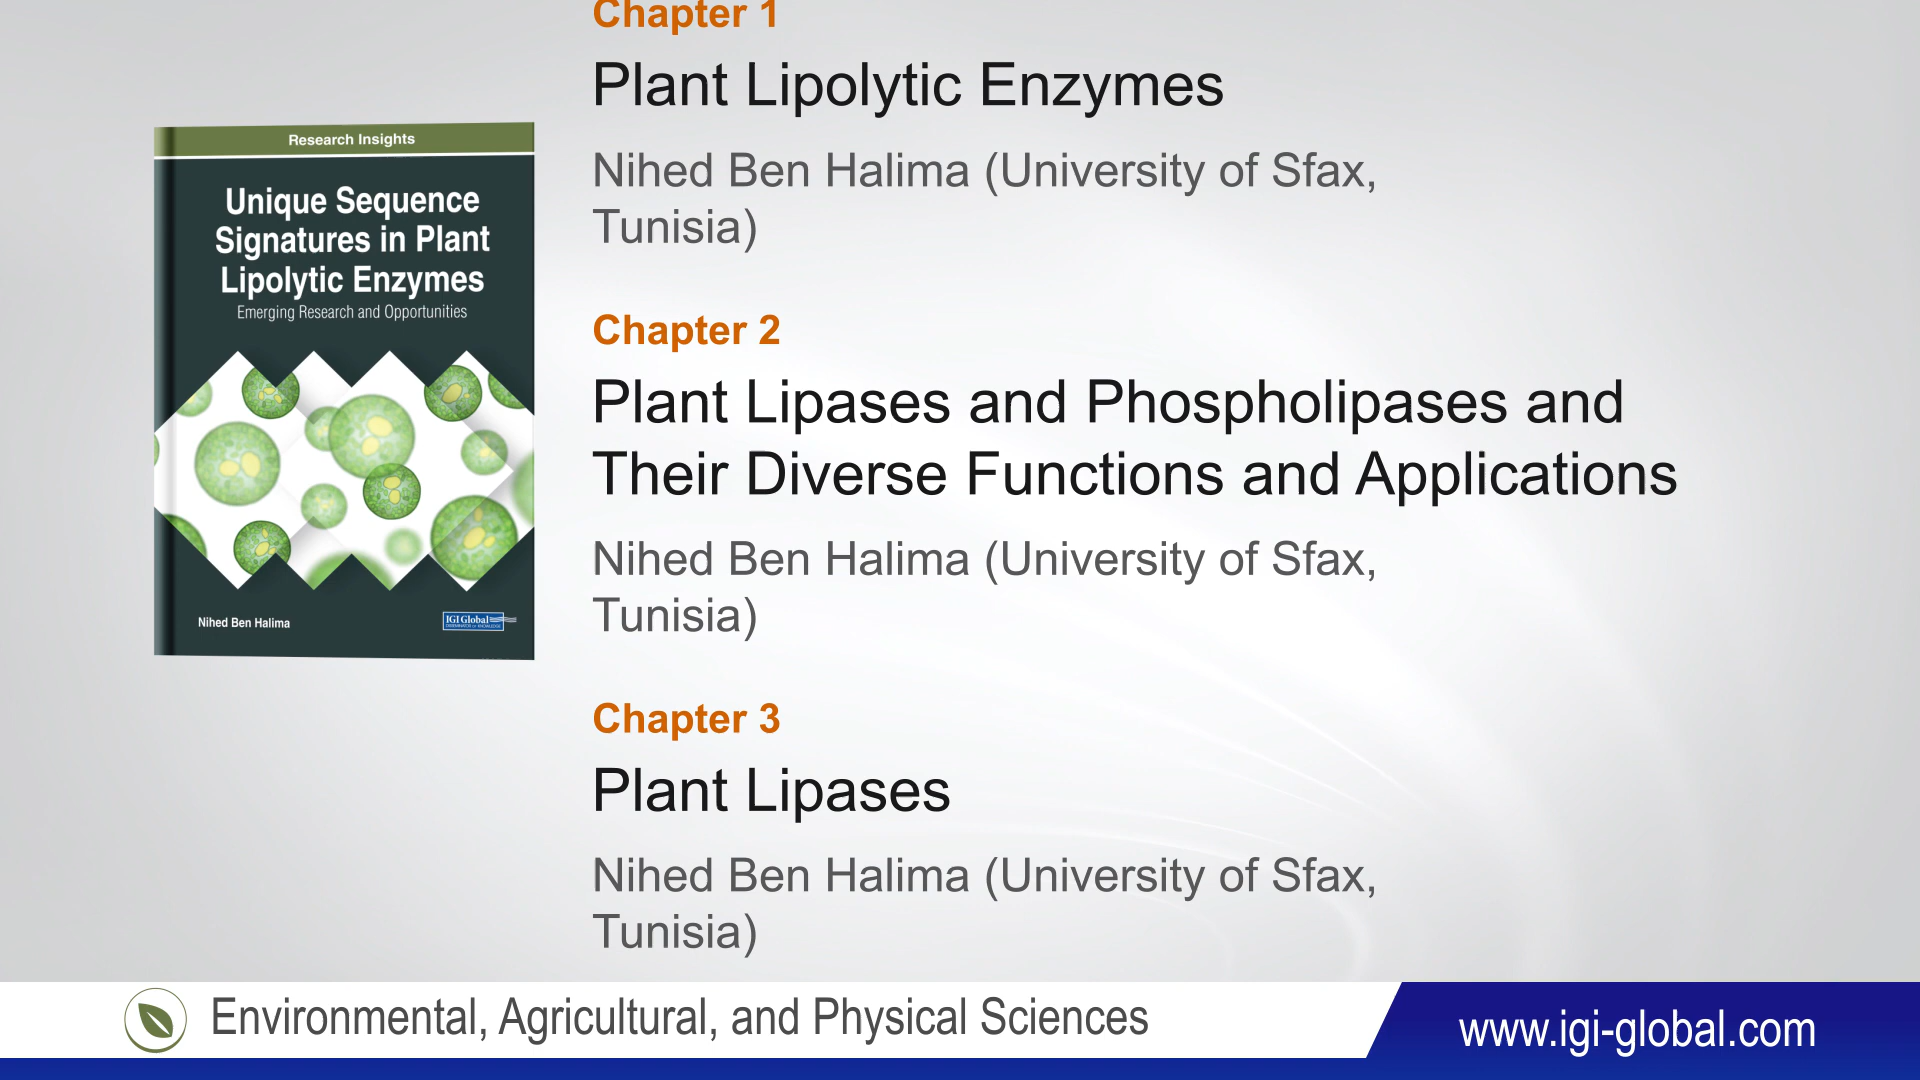 Chapter 1
Plant Lipolytic Enzymes
Nihed Ben Halima (University of Sfax,
Tunisia)
Research Insights
Unique Sequence
Signatures in Plant
Lipolytic Enzymes
Emerging Research and Opportunities
Nihed Ben Halima
IGI Global
DISSEMINATOR OF KNOWLEDGE
Chapter 2
Plant Lipases and Phospholipases and
Their Diverse Functions and Applications
Nihed Ben Halima (University of Sfax,
Tunisia)
Chapter 3
Plant Lipases
Nihed Ben Halima (University of Sfax,
Tunisia)
Environmental, Agricultural, and Physical Sciences
www.igi-global.com